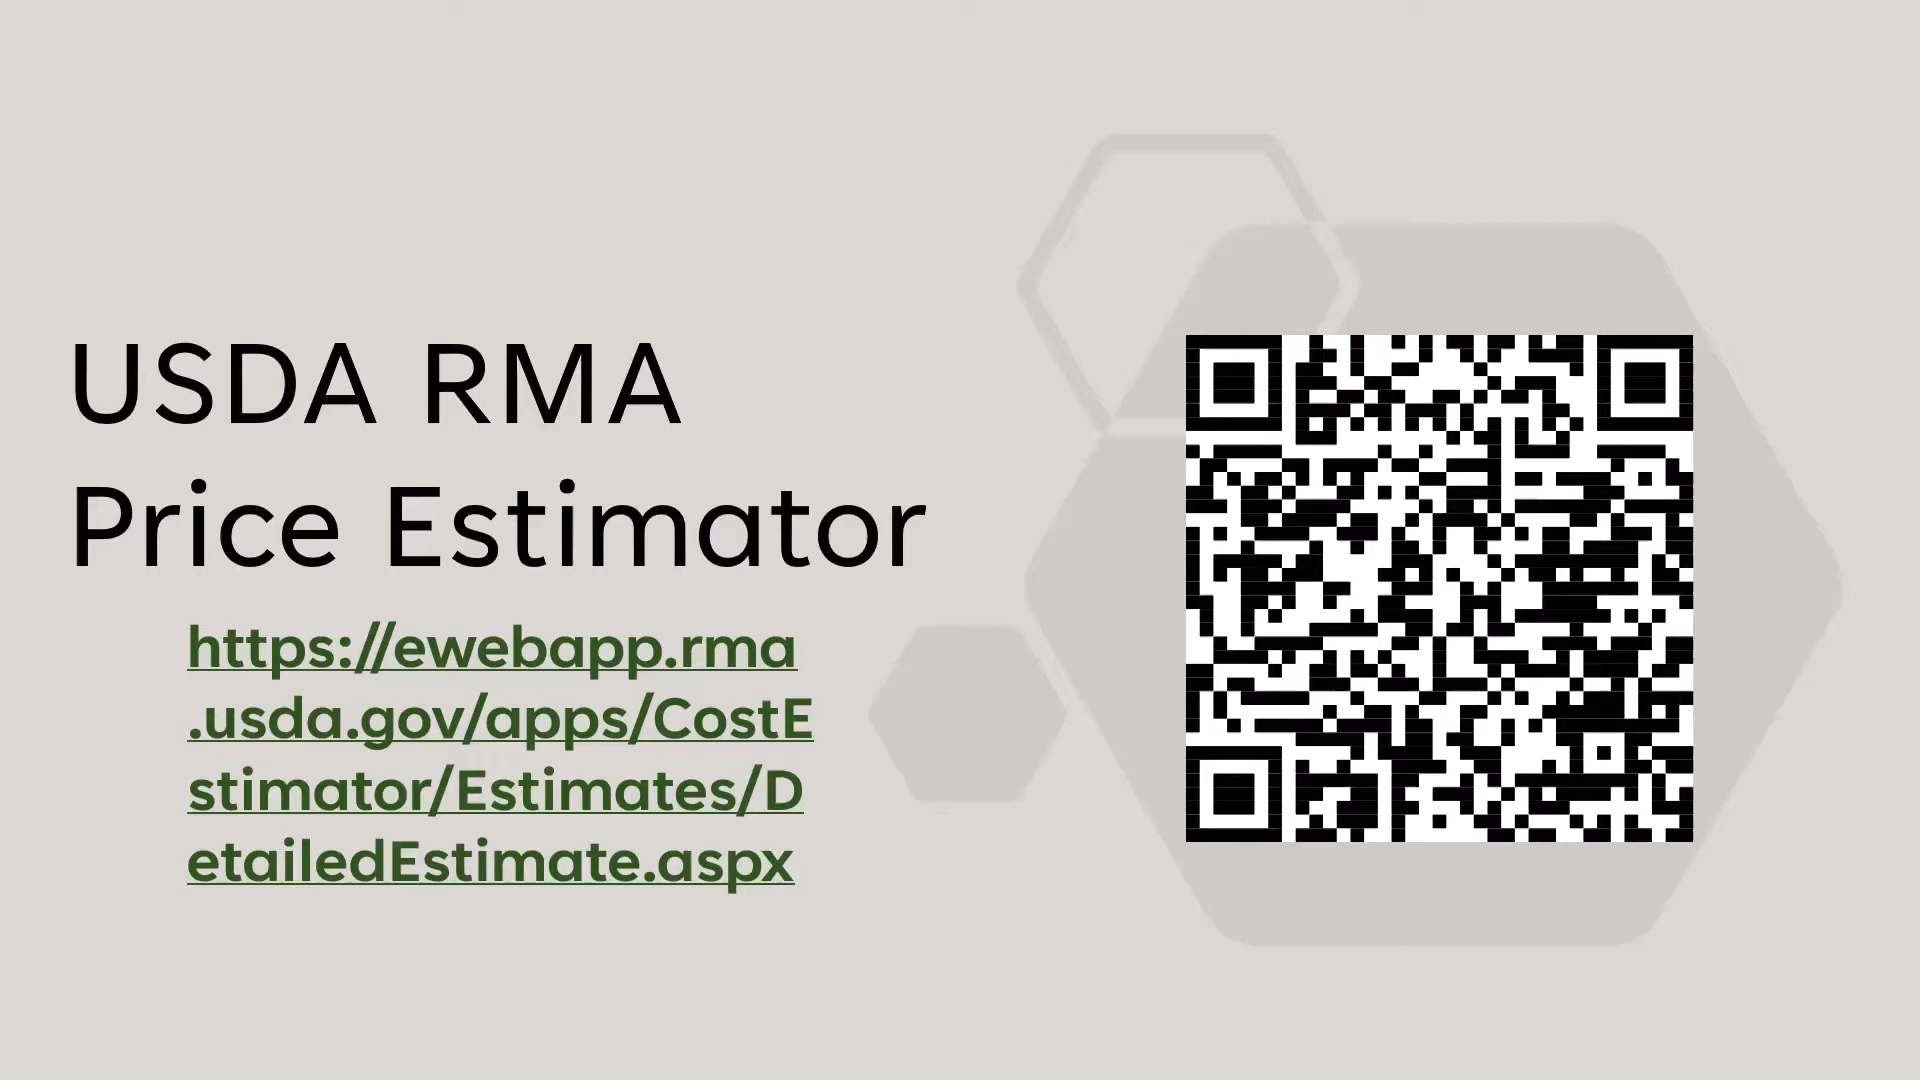 USDA RMA
Price Estimator
https://ewebapp.rma
.usda.gov/apps/CostE
stimator/Estimates/D
etailedEstimate.aspx